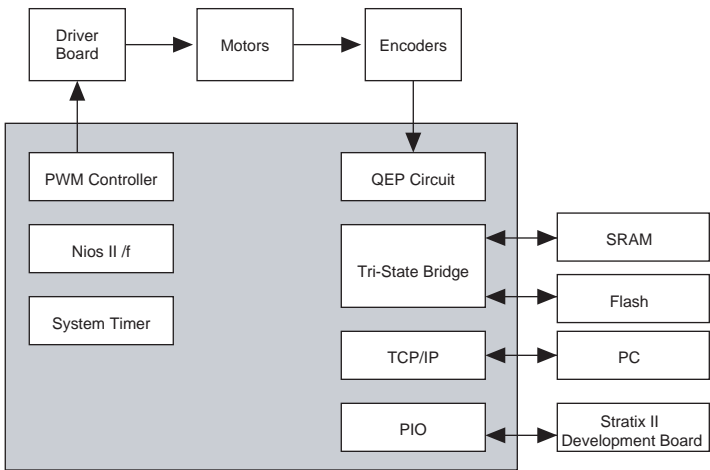 Driver
Board
Motors
Encoders
PWM Controller
QEP Circuit
Nios II /f
Tri-State Bridge
SRAM
Flash
System Timer
TCP/IP
PC
PIO
Stratix II
Development Board